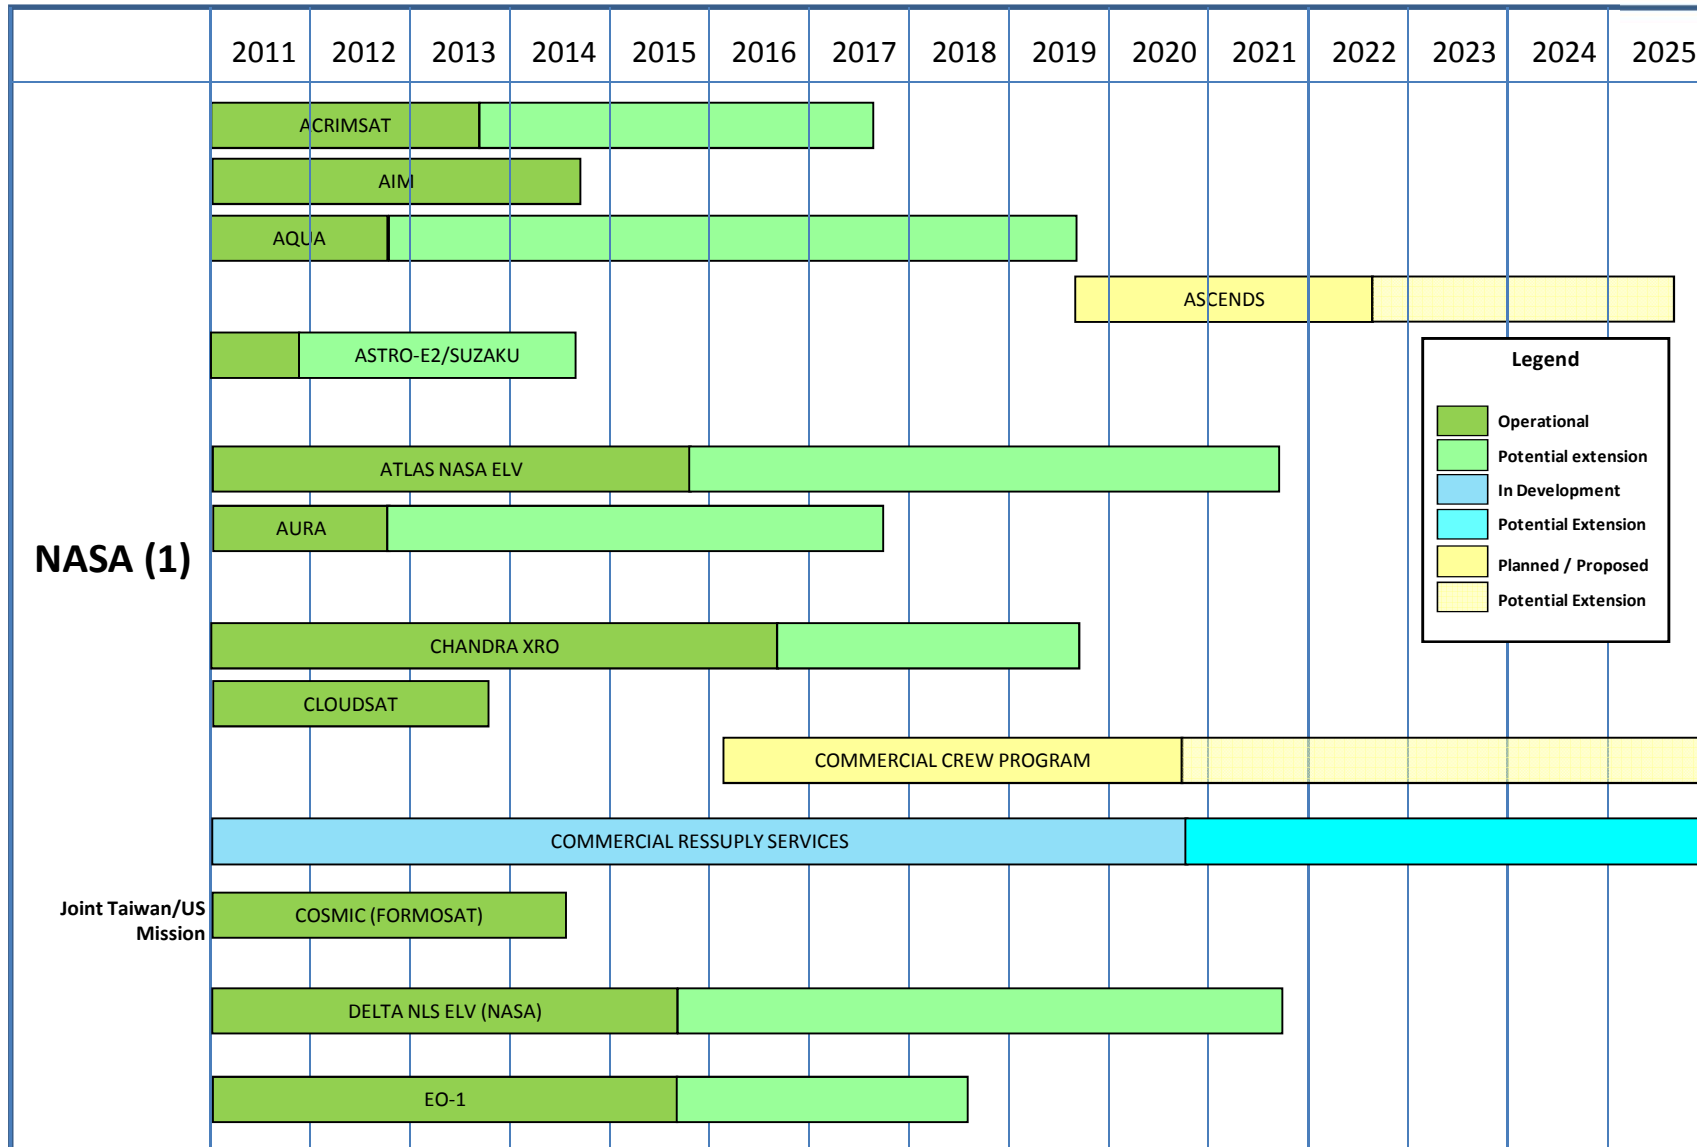 2011 2012 2013 2014 2015 2016 2017 2018 2019 2020 2021 2022 2023 2024 2025
ACRIMSAT
AIM
AQUA
ASCENDS
ASTRO-E2/SUZAKU
Legend
Operational
Potential extension
In Development
Potential Extension
Planned / Proposed
Potential Extension
ATLAS NASA ELV
AURA
NASA (1)
CHANDRA XRO
CLOUDSAT
COMMERCIAL CREW PROGRAM
COMMERCIAL RESSUPLY SERVICES
Joint Taiwan/US
Mission
COSMIC (FORMOSAT)
DELTA NLS ELV (NASA)
EO-1